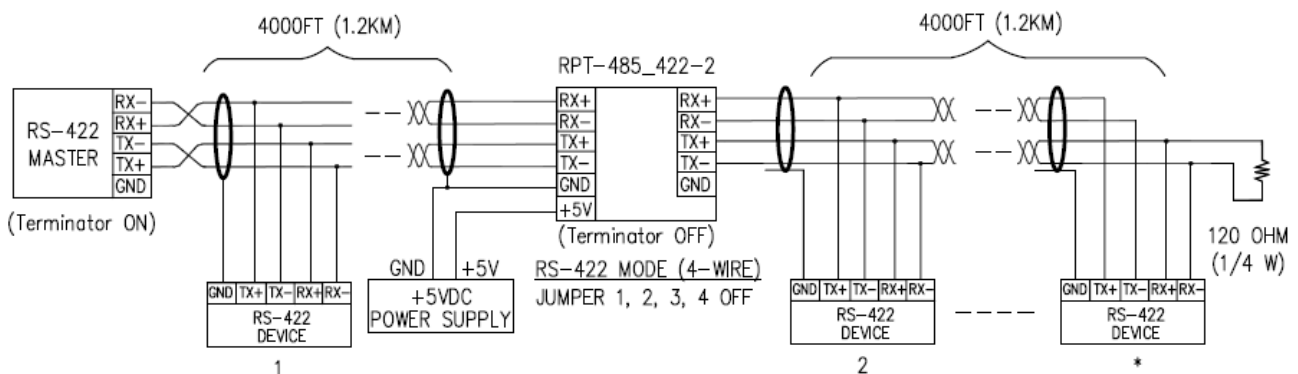 4000FT (1.2KM)
4000FT (1.2KM)
RPT-485_422-2
RS-422
MASTER
RX-
RX+
TX-
TX+
GND
(Terminator ON)
RX+
RX-
TX+
TX-
GND
+5V
RX+
RX-
TX+
TX-
GND
(Terminator OFF)
RS-422 MODE (4-WIRE)
JUMPER 1, 2, 3, 4 OFF
GND +5V
+5VDC
POWER SUPPLY
120 OHM
(1/4 W)
GND TX+ TX- RX+ RX-
RS-422
DEVICE
1
GND TX+ TX- RX+ RX-
RS-422
DEVICE
2
GND TX+ TX- RX+ RX-
RS-422
DEVICE
*